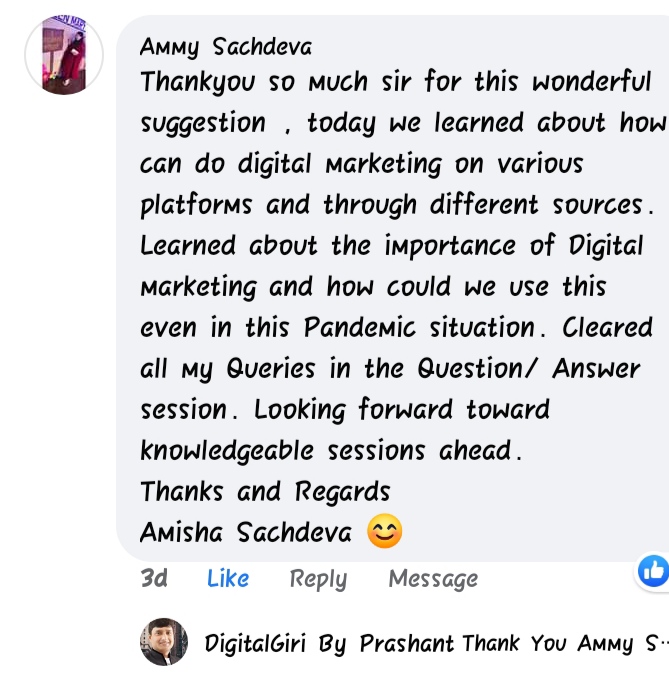 Ammy Sachdeva
Thankyou so much sir for this wonderful
suggestion , today we learned about how
can do digital marketing on various
platforms and through different sources.
Learned about the importance of Digital
marketing and how could we use this
even in this Pandemic situation. Cleared
all my Queries in the Question/ Answer
session. Looking forward toward
knowledgeable sessions ahead.
Thanks and Regards
Amisha Sachdeva 😊
3d Like Reply Message
DigitalGiri By Prashant Thank You Ammy S...